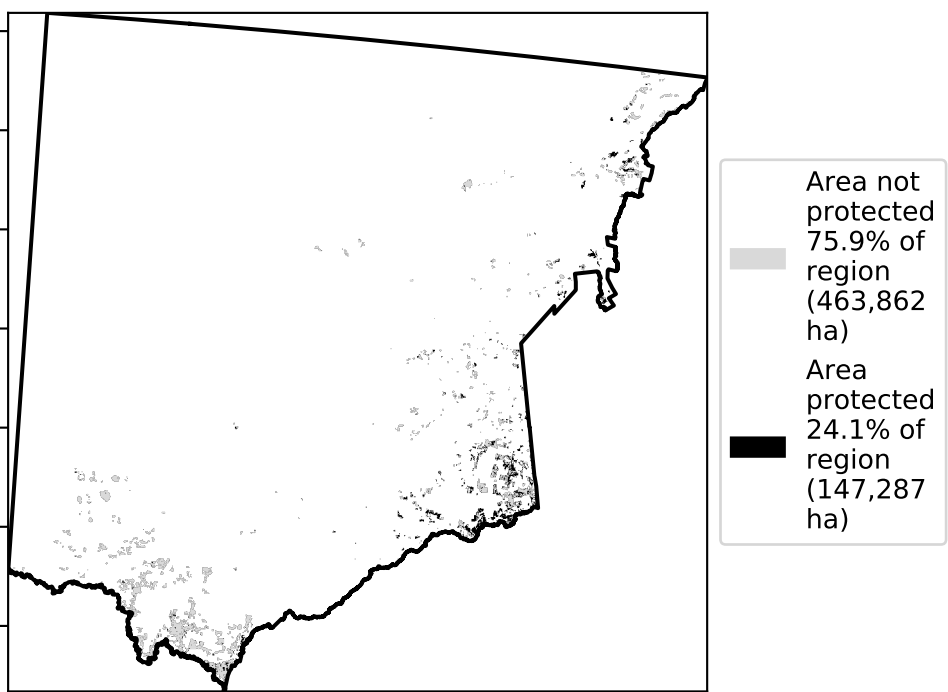 Area not
protected
75.9% of
region
(463,862
ha)
Area
protected
24.1% of
region
(147,287
ha)